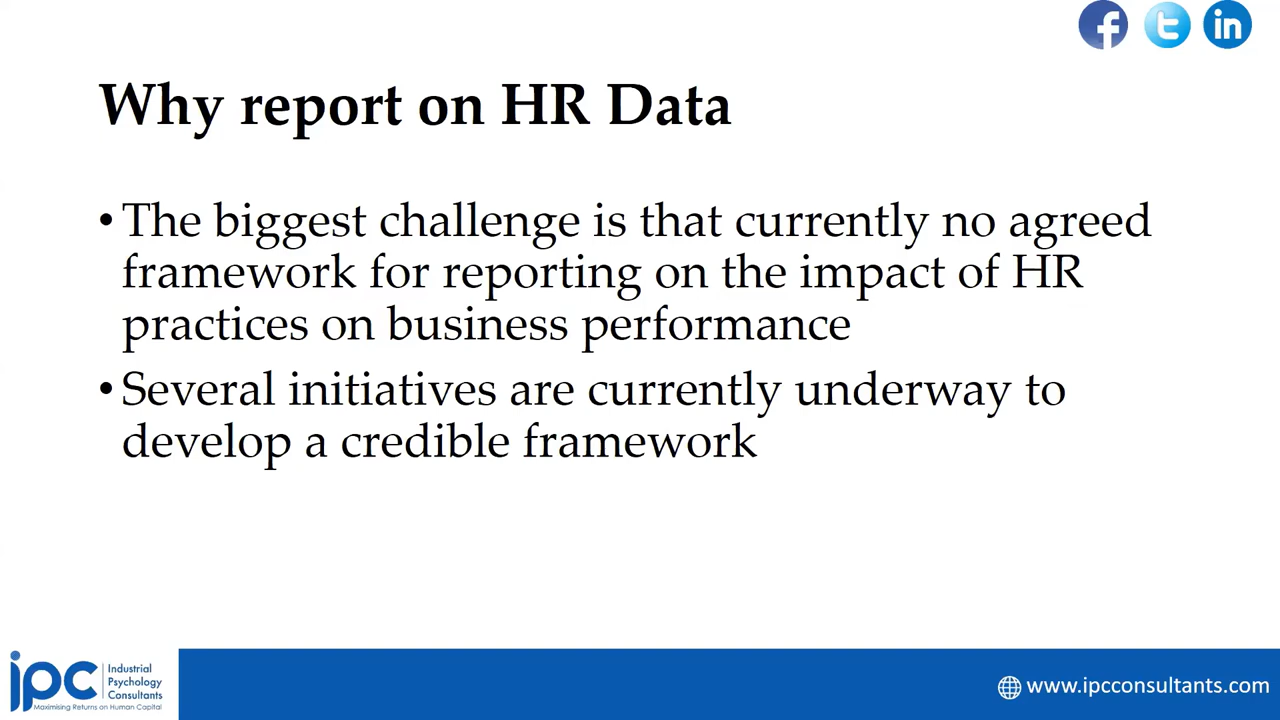 Why report on HR Data
•The biggest challenge is that currently no agreed
framework for reporting on the impact of HR
practices on business performance
•Several initiatives are currently underway to
develop a credible framework
ipc
Industrial
Psychology
Consultants
Maximising Returns on Human Capital
www.ipcconsultants.com